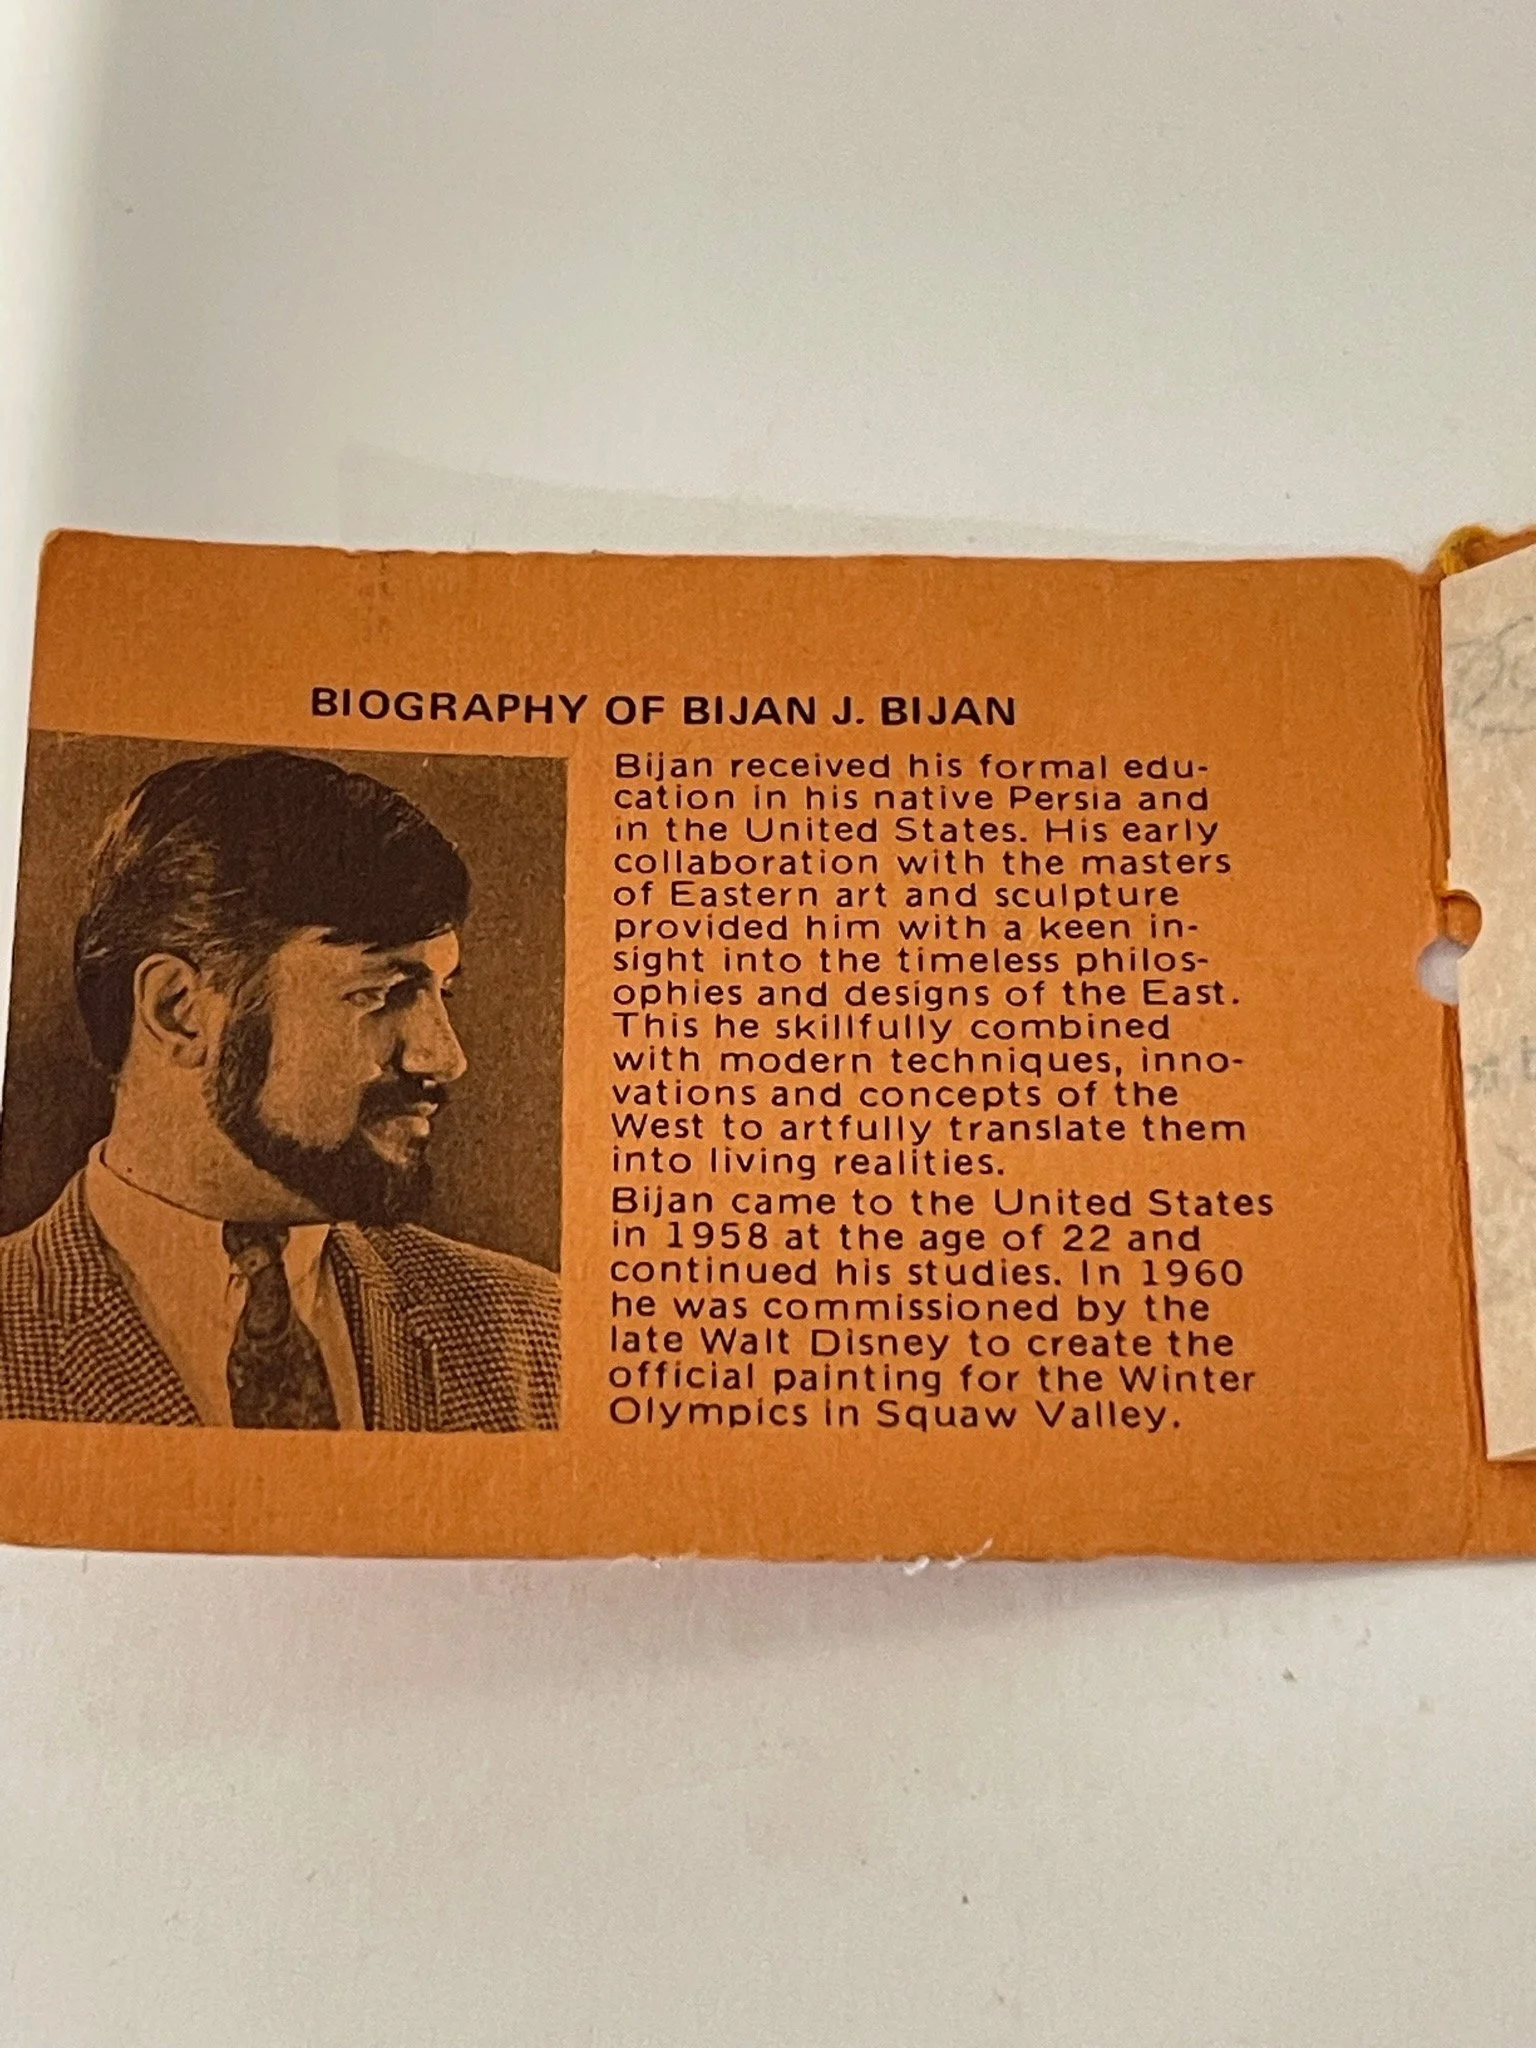 BIOGRAPHY OF BIJAN J. BIJAN
Bijan received his formal edu-
cation in his native Persia and
in the United States. His early
collaboration with the masters
of Eastern art and sculpture
provided him with a keen in-
sight into the timeless philos-
ophies and designs of the East.
This he skillfully combined
with modern techniques, inno-
vations and concepts of the
West to artfully translate them
into living realities.
Bijan came to the United States
in 1958 at the age of 22 and
continued his studies. In 1960
he was commissioned by the
late Walt Disney to create the
official painting for the Winter
Olympics in Squaw Valley.